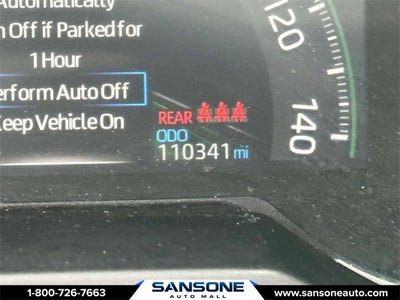 Automatically
n Off if Parked for
1 Hour
erform Auto Off
Keep Vehicle On
120
140
REAR
ODO
110341 mi
1-800-726-7663
SANSONE
AUTO MALL
www.sansoneauto.com